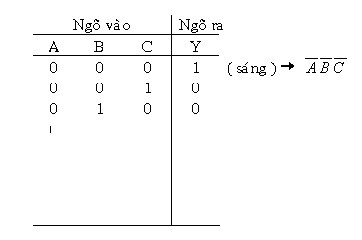 Ngõ vào Ngõ ra
A B C Y
0 0 0 1 ( sáng ) → A̅ B̅ C̅
0 0 1 0
0 1 0 0